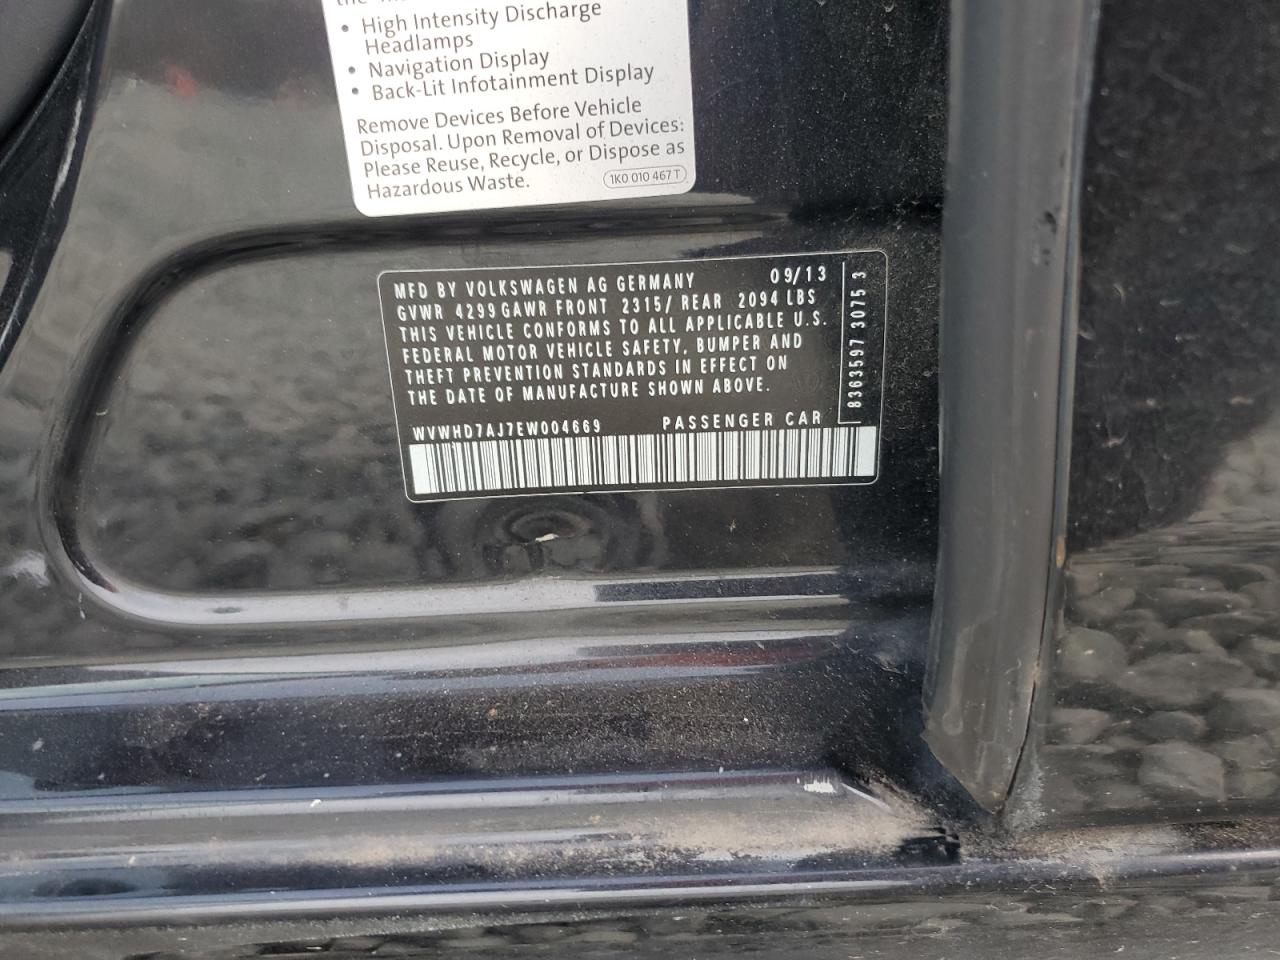 • High Intensity Discharge
Headlamps
• Navigation Display
• Back-Lit Infotainment Display
Remove Devices Before Vehicle
Disposal. Upon Removal of Devices:
Please Reuse, Recycle, or Dispose as
Hazardous Waste.
1K0 010 467 T
MFD BY VOLKSWAGEN AG GERMANY 09/13
GVWR 4299 GAWR FRONT 2315/ REAR 2094 LBS
THIS VEHICLE CONFORMS TO ALL APPLICABLE U.S.
FEDERAL MOTOR VEHICLE SAFETY, BUMPER AND
THEFT PREVENTION STANDARDS IN EFFECT ON
THE DATE OF MANUFACTURE SHOWN ABOVE.
WVWHD7AJ7EW004669 PASSENGER CAR
8363597 3075 3